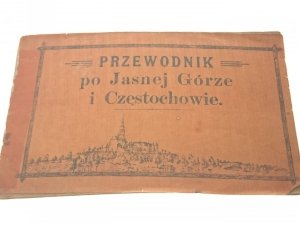 PRZEWODNIK
po Jasnej Górze
i Częstochowie.